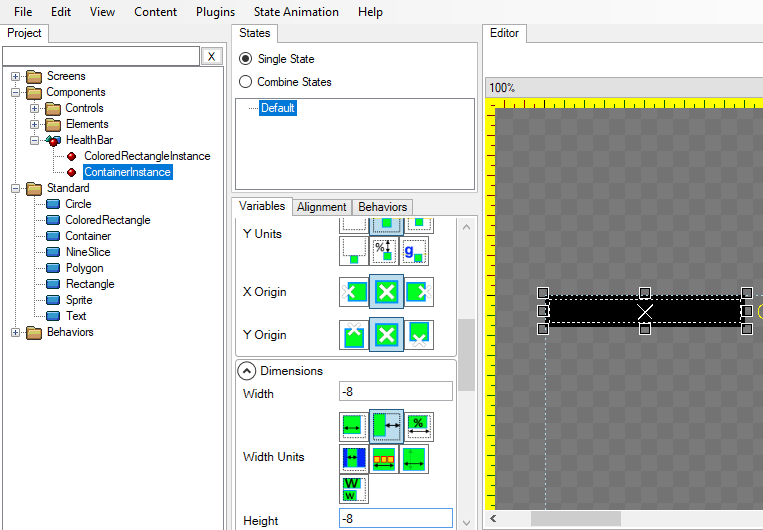 File Edit View Content Plugins State Animation Help
Project
X
Screens
Components
Controls
Elements
HealthBar
ColoredRectangleInstance
ContainerInstance
Standard
Circle
ColoredRectangle
Container
NineSlice
Polygon
Rectangle
Sprite
Text
Behaviors
States
Single State
Combine States
Default
Variables Alignment Behaviors
Y Units
%
g
X Origin
Y Origin
Dimensions
Width -8
%
Width Units
W
w
Height -8
Editor
100%